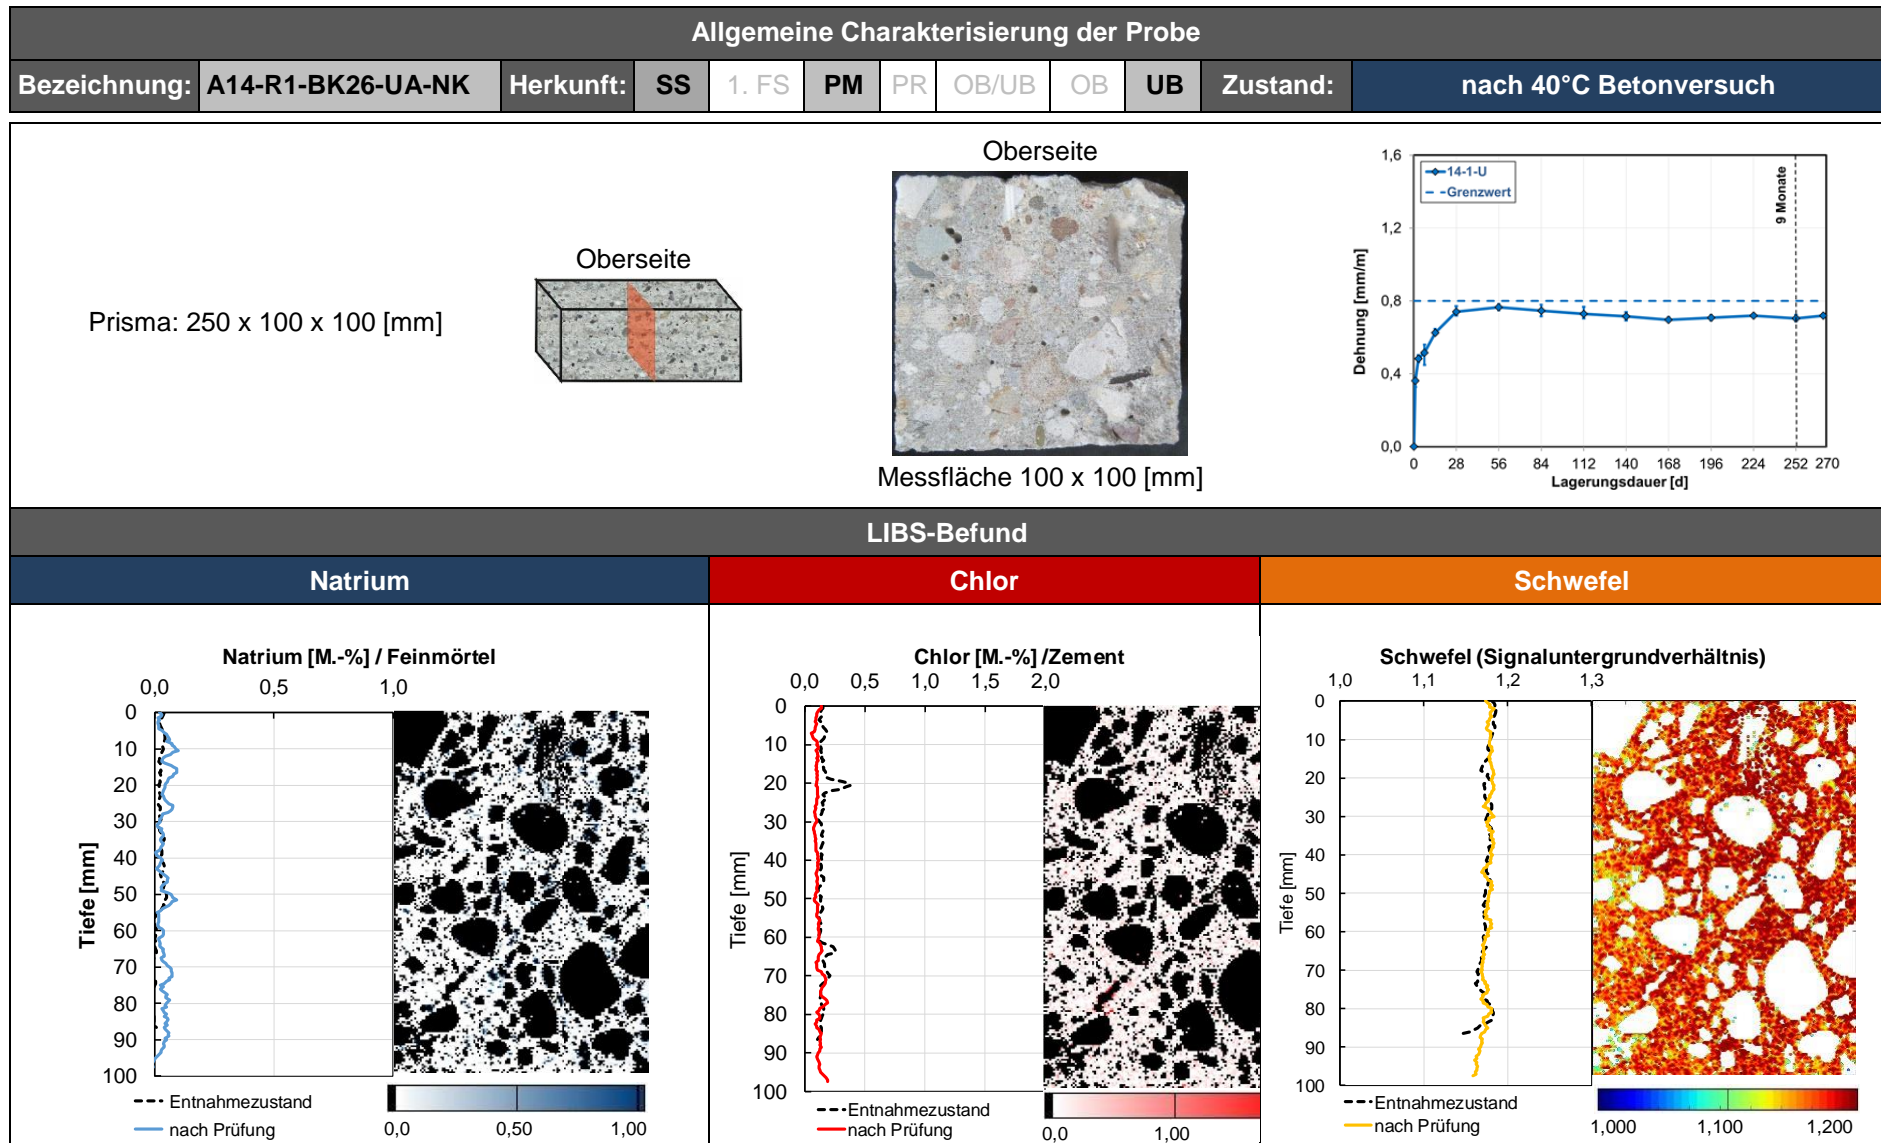 Allgemeine Charakterisierung der Probe
Bezeichnung: A14-R1-BK26-UA-NK Herkunft: SS 1. FS PM PR OB/UB OB UB Zustand: nach 40°C Betonversuch
Prisma: 250 x 100 x 100 [mm]
Oberseite
Oberseite
Messfläche 100 x 100 [mm]
Dehnung [mm/m]
1,6
1,2
0,8
0,4
0,0
14-1-U
Grenzwert
9 Monate
0 28 56 84 112 140 168 196 224 252 270
Lagerungsdauer [d]
LIBS-Befund
Natrium
Chlor
Schwefel
Natrium [M.-%] / Feinmörtel
0,0 0,5 1,0
Tiefe [mm]
0
10
20
30
40
50
60
70
80
90
100
Entnahmezustand
nach Prüfung
0,0 0,50 1,00
Chlor [M.-%] /Zement
0,0 0,5 1,0 1,5 2,0
Tiefe [mm]
0
10
20
30
40
50
60
70
80
90
100
Entnahmezustand
nach Prüfung
0,0 1,00
Schwefel (Signaluntergrundverhältnis)
1,0 1,1 1,2 1,3
Tiefe [mm]
0
10
20
30
40
50
60
70
80
90
100
Entnahmezustand
nach Prüfung
1,000 1,100 1,200